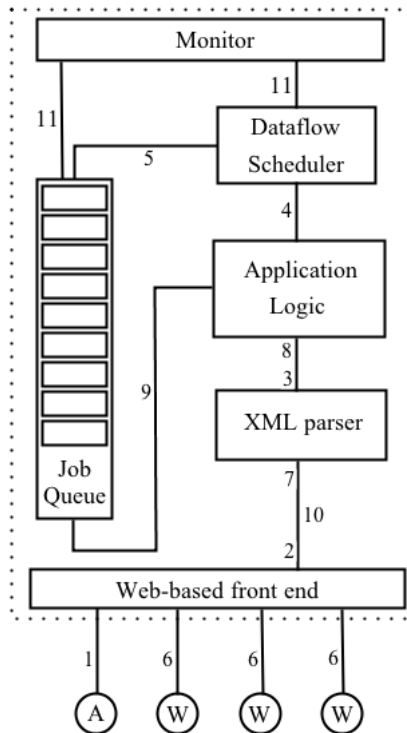 Monitor
11
11
Dataflow
Scheduler
5
4
Application
Logic
8
3
9
XML parser
Job
Queue
7
10
2
Web-based front end
1
6
6
6
A
W
W
W